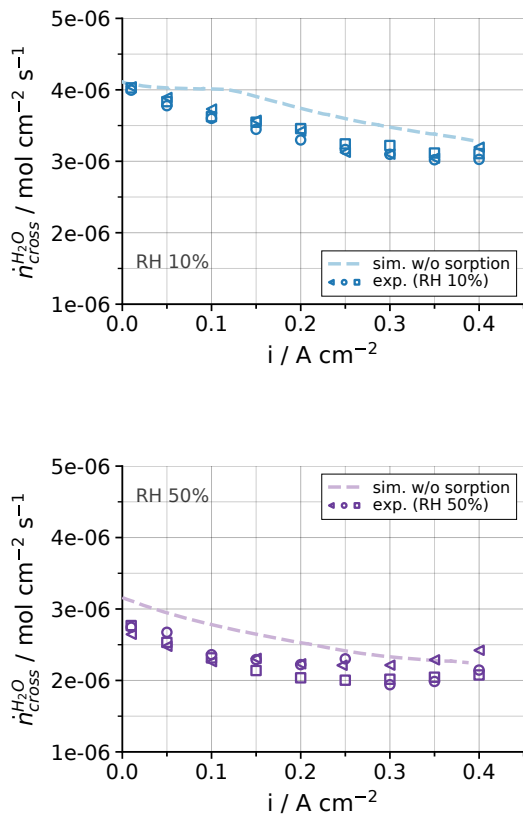 5e-06
4e-06
3e-06
2e-06
1e-06
ṅ_cross^H₂O / mol cm⁻² s⁻¹
RH 10%
sim. w/o sorption
exp. (RH 10%)
0.0 0.1 0.2 0.3 0.4
i / A cm⁻²
5e-06
4e-06
3e-06
2e-06
1e-06
ṅ_cross^H₂O / mol cm⁻² s⁻¹
RH 50%
sim. w/o sorption
exp. (RH 50%)
0.0 0.1 0.2 0.3 0.4
i / A cm⁻²